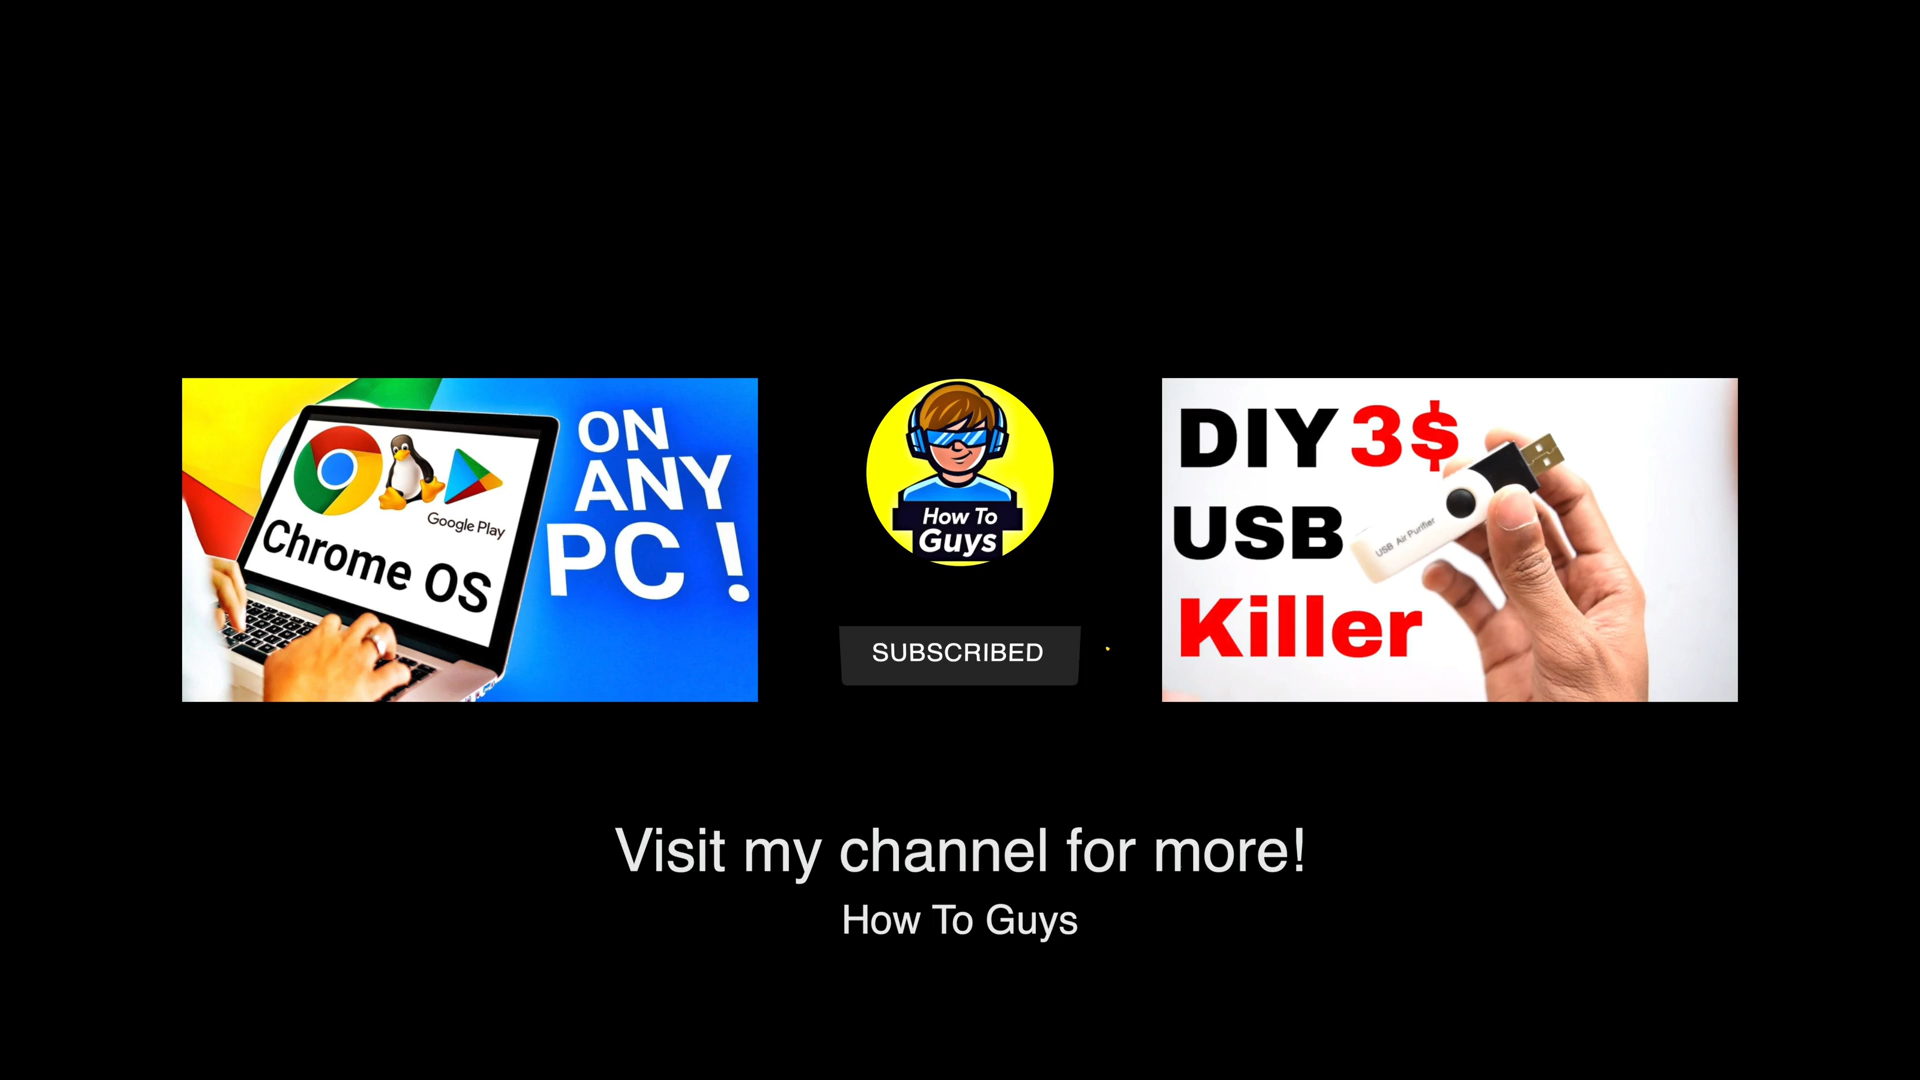 ON
ANY
PC !
Google Play
Chrome OS
How To
Guys
SUBSCRIBED
DIY 3$
USB
Killer
USB Air Purifier
Visit my channel for more!
How To Guys